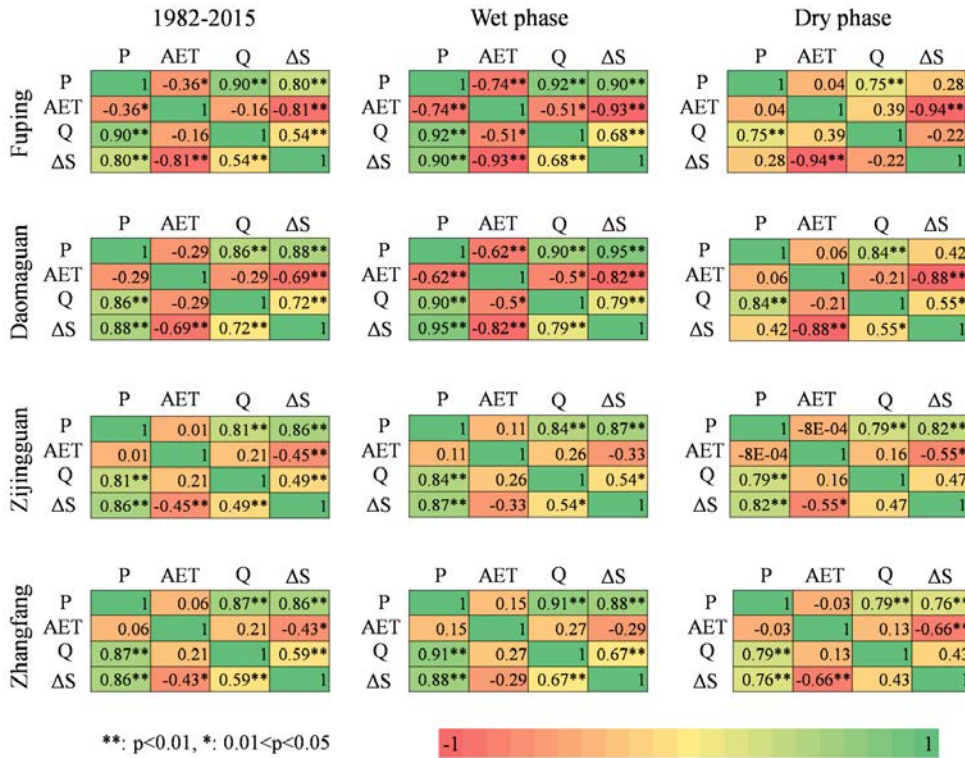 1982-2015 Wet phase Dry phase
P AET Q ΔS P AET Q ΔS P AET Q ΔS
Fuping
P 1 -0.36* 0.90** 0.80** P 1 -0.74** 0.92** 0.90** P 1 0.04 0.75** 0.28
AET -0.36* 1 -0.16 -0.81** AET -0.74** 1 -0.51* -0.93** AET 0.04 1 0.39 -0.94**
Q 0.90** -0.16 1 0.54** Q 0.92** -0.51* 1 0.68** Q 0.75** 0.39 1 -0.22
ΔS 0.80** -0.81** 0.54** 1 ΔS 0.90** -0.93** 0.68** 1 ΔS 0.28 -0.94** -0.22 1
P AET Q ΔS P AET Q ΔS P AET Q ΔS
Daomaguan
P 1 -0.29 0.86** 0.88** P 1 -0.62** 0.90** 0.95** P 1 0.06 0.84** 0.42
AET -0.29 1 -0.29 -0.69** AET -0.62** 1 -0.5* -0.82** AET 0.06 1 -0.21 -0.88**
Q 0.86** -0.29 1 0.72** Q 0.90** -0.5* 1 0.79** Q 0.84** -0.21 1 0.55*
ΔS 0.88** -0.69** 0.72** 1 ΔS 0.95** -0.82** 0.79** 1 ΔS 0.42 -0.88** 0.55* 1
P AET Q ΔS P AET Q ΔS P AET Q ΔS
Zijingguan
P 1 0.01 0.81** 0.86** P 1 0.11 0.84** 0.87** P 1 -8E-04 0.79** 0.82**
AET 0.01 1 0.21 -0.45** AET 0.11 1 0.26 -0.33 AET -8E-04 1 0.16 -0.55*
Q 0.81** 0.21 1 0.49** Q 0.84** 0.26 1 0.54* Q 0.79** 0.16 1 0.47
ΔS 0.86** -0.45** 0.49** 1 ΔS 0.87** -0.33 0.54* 1 ΔS 0.82** -0.55* 0.47 1
P AET Q ΔS P AET Q ΔS P AET Q ΔS
Zhangfang
P 1 0.06 0.87** 0.86** P 1 0.15 0.91** 0.88** P 1 -0.03 0.79** 0.76**
AET 0.06 1 0.21 -0.43* AET 0.15 1 0.27 -0.29 AET -0.03 1 0.13 -0.66**
Q 0.87** 0.21 1 0.59** Q 0.91** 0.27 1 0.67** Q 0.79** 0.13 1 0.43
ΔS 0.86** -0.43* 0.59** 1 ΔS 0.88** -0.29 0.67** 1 ΔS 0.76** -0.66** 0.43 1
**: p<0.01, *: 0.01<p<0.05 -1 1